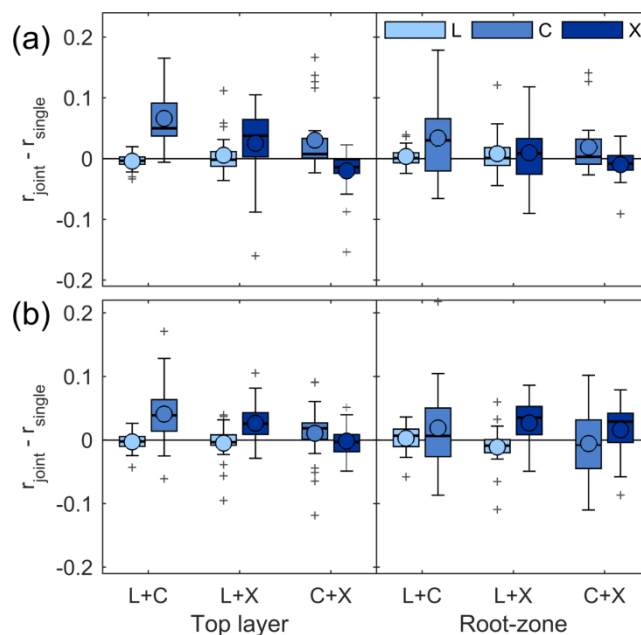 (a)
L C X
0.2
0.1
0
-0.1
-0.2
r_joint - r_single
(b)
0.2
0.1
0
-0.1
-0.2
r_joint - r_single
L+C L+X C+X L+C L+X C+X
Top layer Root-zone